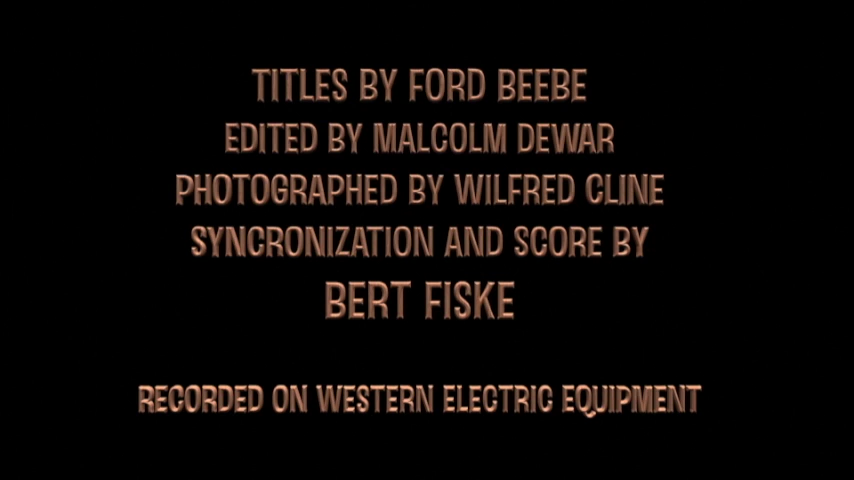 TITLES BY FORD BEEBE
EDITED BY MALCOLM DEWAR
PHOTOGRAPHED BY WILFRED CLINE
SYNCRONIZATION AND SCORE BY
BERT FISKE
RECORDED ON WESTERN ELECTRIC EQUIPMENT